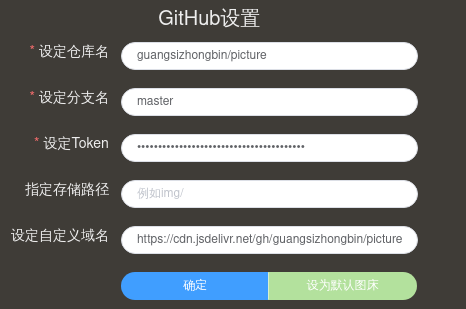 GitHub设置
* 设定仓库名
guangsizhongbin/picture
* 设定分支名
master
* 设定Token
••••••••••••••••••••••••••••••••••••••••
指定存储路径
例如img/
设定自定义域名
https://cdn.jsdelivr.net/gh/guangsizhongbin/picture
确定
设为默认图床